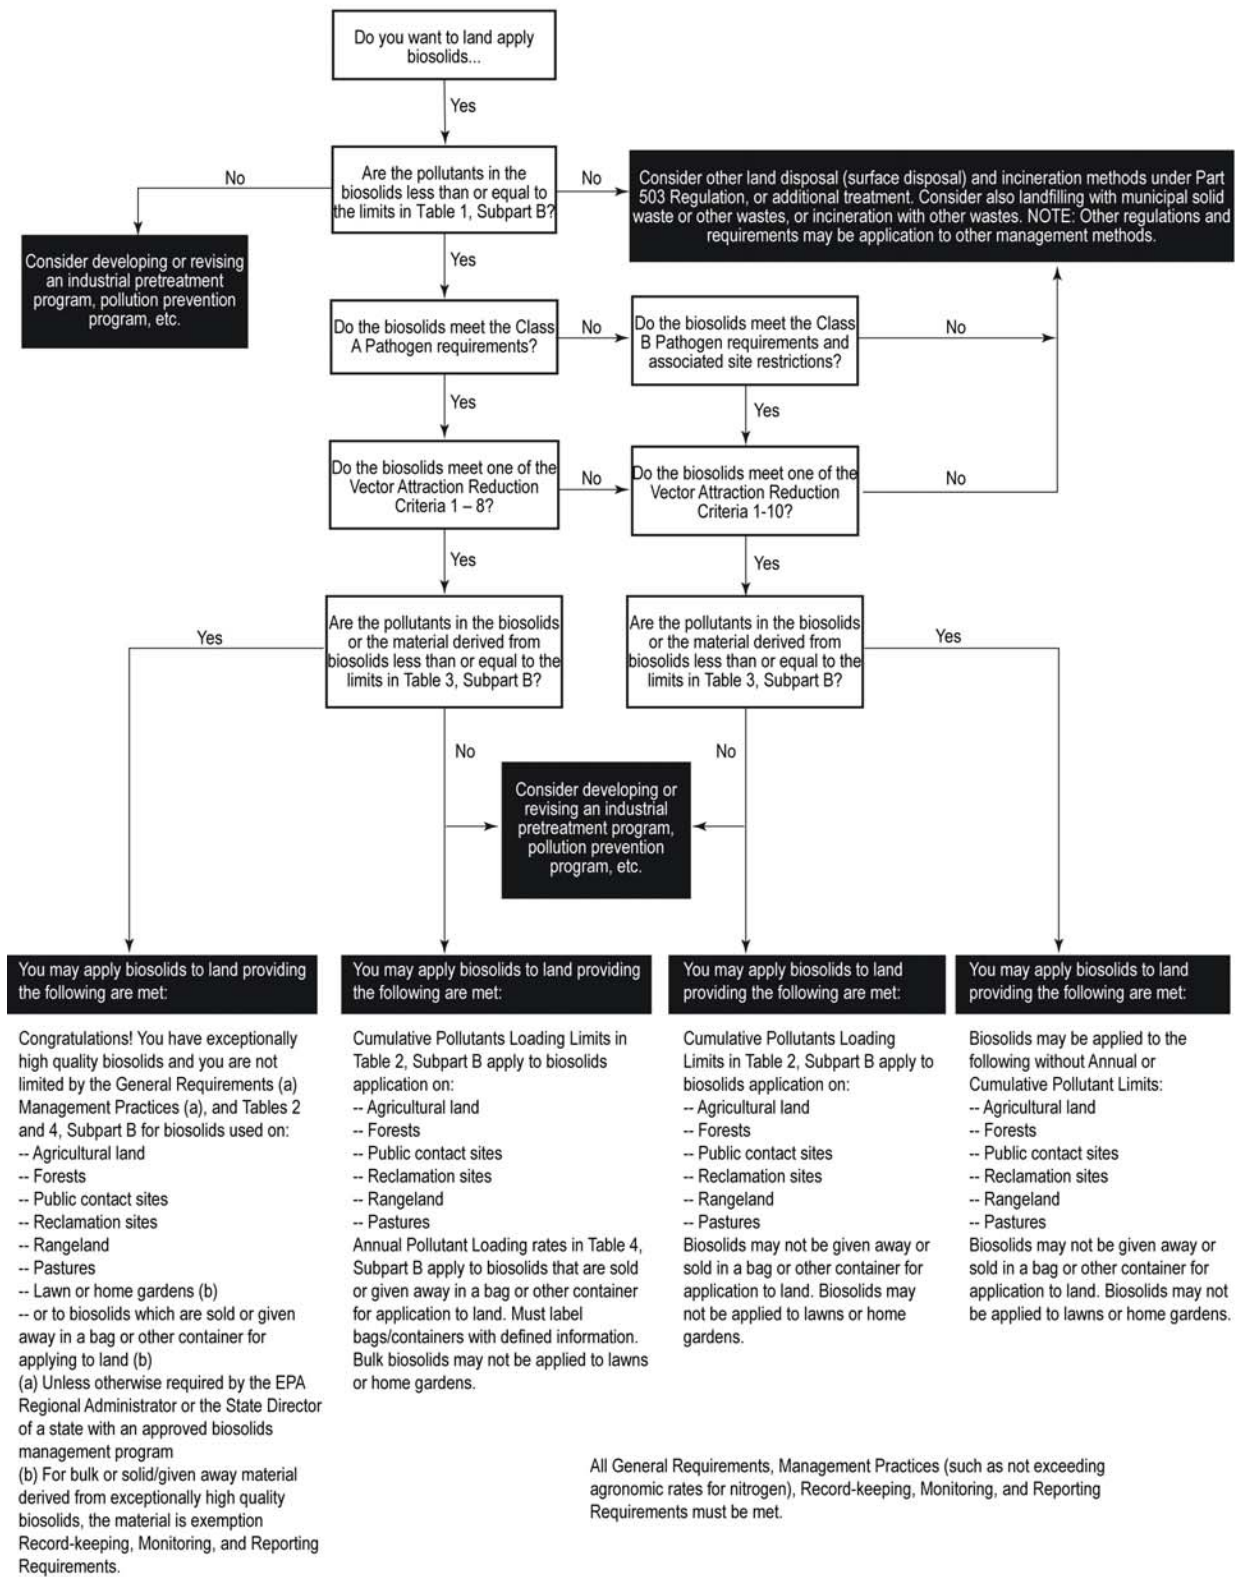 Do you want to land apply
biosolids...
Yes
Are the pollutants in the
biosolids less than or equal to
the limits in Table 1, Subpart B?
No
No
Consider other land disposal (surface disposal) and incineration methods under Part
503 Regulation, or additional treatment. Consider also landfilling with municipal solid
waste or other wastes, or incineration with other wastes. NOTE: Other regulations and
requirements may be application to other management methods.
Consider developing or revising
an industrial pretreatment
program, pollution prevention
program, etc.
Yes
Do the biosolids meet the Class
A Pathogen requirements?
No
Do the biosolids meet the Class
B Pathogen requirements and
associated site restrictions?
No
Yes
Yes
Do the biosolids meet one of the
Vector Attraction Reduction
Criteria 1 – 8?
No
Do the biosolids meet one of the
Vector Attraction Reduction
Criteria 1-10?
No
Yes
Yes
Yes
Are the pollutants in the biosolids
or the material derived from
biosolids less than or equal to the
limits in Table 3, Subpart B?
Are the pollutants in the biosolids
or the material derived from
biosolids less than or equal to the
limits in Table 3, Subpart B?
Yes
No
No
Consider developing or
revising an industrial
pretreatment program,
pollution prevention
program, etc.
You may apply biosolids to land providing
the following are met:
Congratulations! You have exceptionally
high quality biosolids and you are not
limited by the General Requirements (a)
Management Practices (a), and Tables 2
and 4, Subpart B for biosolids used on:
-- Agricultural land
-- Forests
-- Public contact sites
-- Reclamation sites
-- Rangeland
-- Pastures
-- Lawn or home gardens (b)
-- or to biosolids which are sold or given
away in a bag or other container for
applying to land (b)
(a) Unless otherwise required by the EPA
Regional Administrator or the State Director
of a state with an approved biosolids
management program
(b) For bulk or solid/given away material
derived from exceptionally high quality
biosolids, the material is exemption
Record-keeping, Monitoring, and Reporting
Requirements.
You may apply biosolids to land providing
the following are met:
Cumulative Pollutants Loading Limits in
Table 2, Subpart B apply to biosolids
application on:
-- Agricultural land
-- Forests
-- Public contact sites
-- Reclamation sites
-- Rangeland
-- Pastures
Annual Pollutant Loading rates in Table 4,
Subpart B apply to biosolids that are sold
or given away in a bag or other container
for application to land. Must label
bags/containers with defined information.
Bulk biosolids may not be applied to lawns
or home gardens.
You may apply biosolids to land
providing the following are met:
Cumulative Pollutants Loading
Limits in Table 2, Subpart B apply to
biosolids application on:
-- Agricultural land
-- Forests
-- Public contact sites
-- Reclamation sites
-- Rangeland
-- Pastures
Biosolids may not be given away or
sold in a bag or other container for
application to land. Biosolids may
not be applied to lawns or home
gardens.
You may apply biosolids to land
providing the following are met:
Biosolids may be applied to the
following without Annual or
Cumulative Pollutant Limits:
-- Agricultural land
-- Forests
-- Public contact sites
-- Reclamation sites
-- Rangeland
-- Pastures
Biosolids may not be given away or
sold in a bag or other container for
application to land. Biosolids may not
be applied to lawns or home gardens.
All General Requirements, Management Practices (such as not exceeding
agronomic rates for nitrogen), Record-keeping, Monitoring, and Reporting
Requirements must be met.